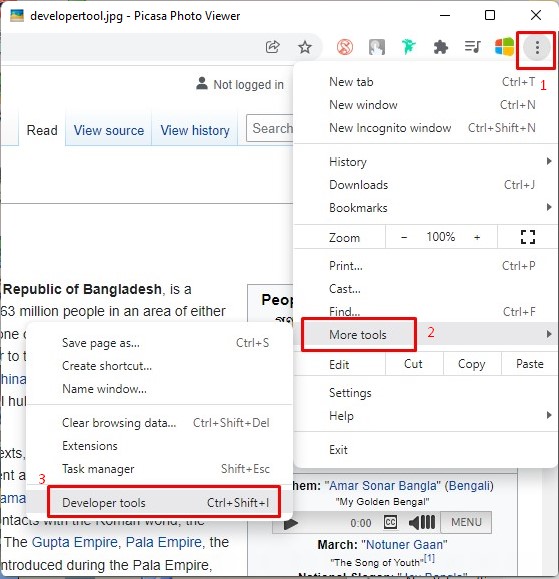 developertool.jpg - Picasa Photo Viewer
Not logged in
1
Read View source View history Search
New tab Ctrl+T
New window Ctrl+N
New Incognito window Ctrl+Shift+N
History
Downloads Ctrl+J
Bookmarks
Zoom − 100% +
Print... Ctrl+P
Cast...
Find... Ctrl+F
More tools 2
Edit Cut Copy Paste
Settings
Help
Exit
Republic of Bangladesh, is a
63 million people in an area of either
Save page as... Ctrl+S
Create shortcut...
Name window...
Clear browsing data... Ctrl+Shift+Del
Extensions
Task manager Shift+Esc
3
Developer tools Ctrl+Shift+I
contacts with the Roman world, the
The Gupta Empire, Pala Empire, the
introduced during the Pala Empire,
"Amar Sonar Bangla" (Bengali)
"My Golden Bengal"
0:00 CC MENU
March: "Notuner Gaan"
"The Song of Youth"[1]